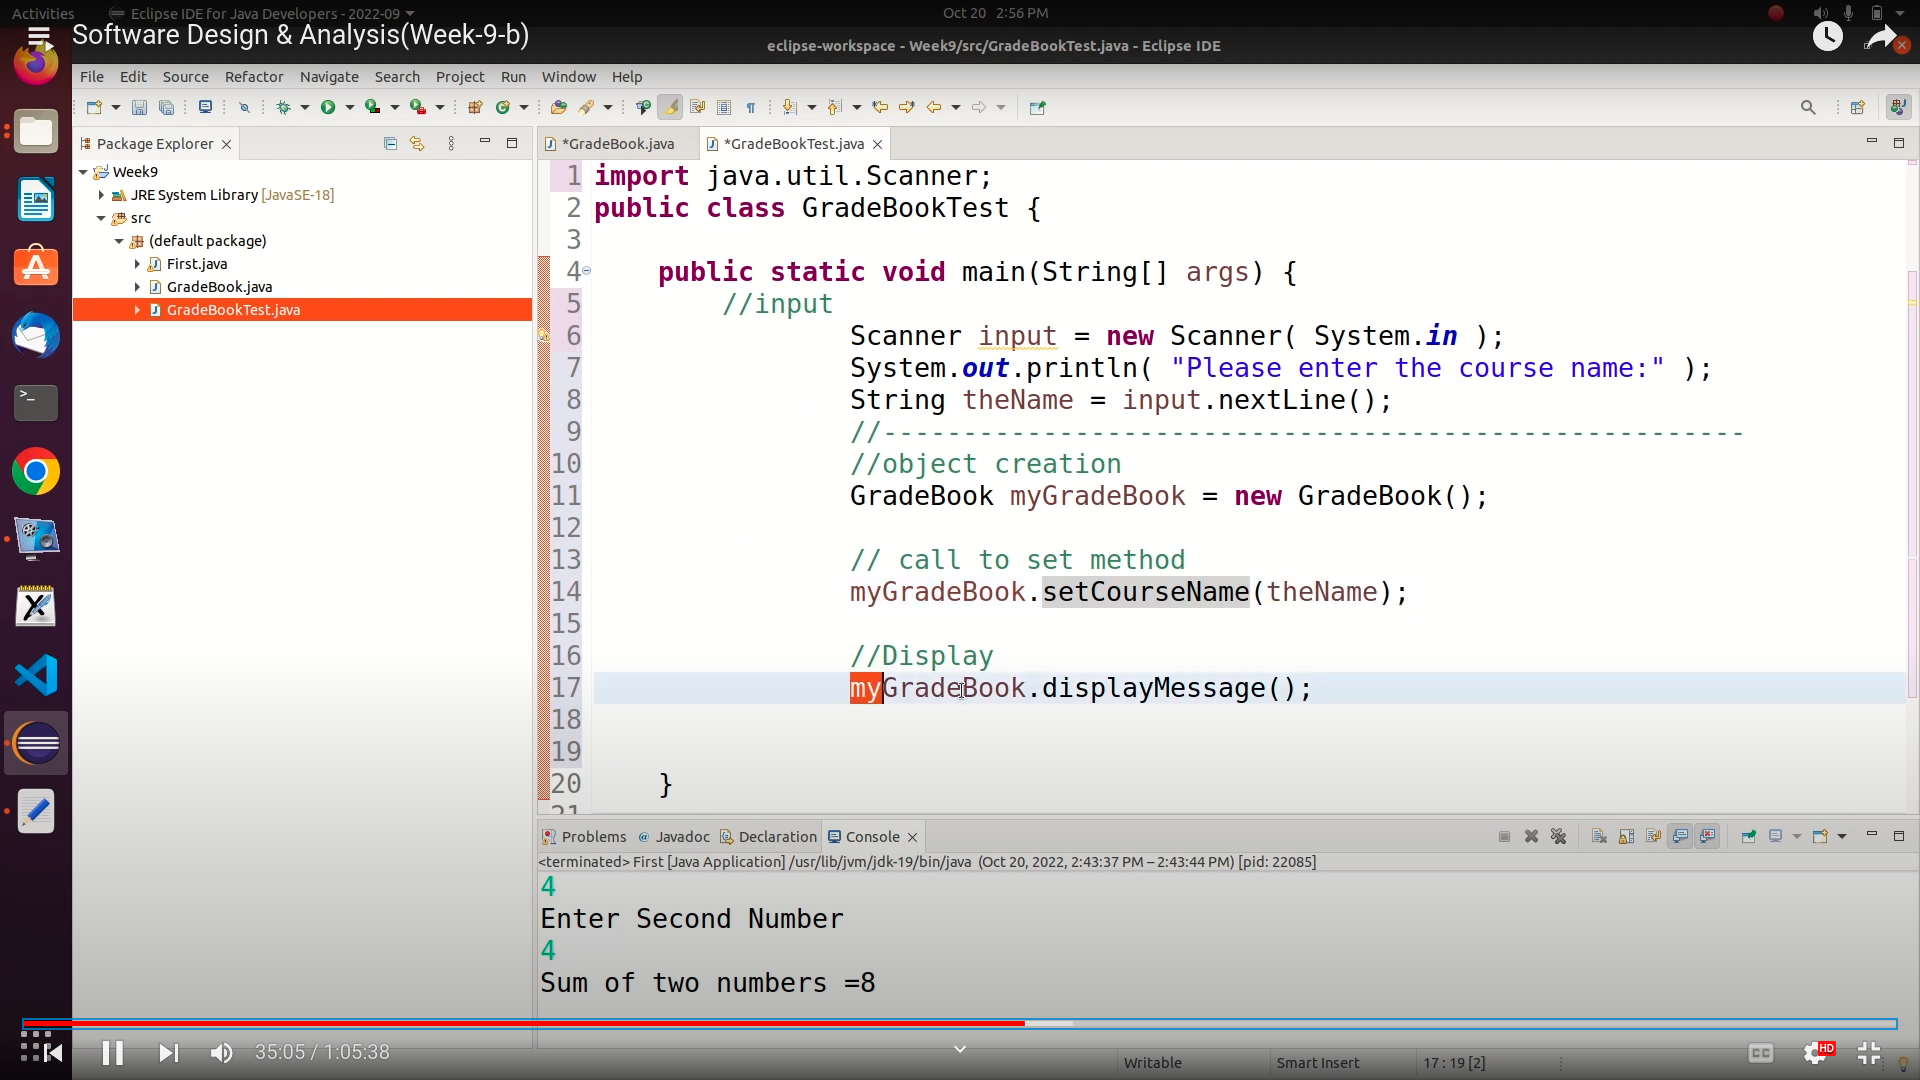 Activities
Eclipse IDE for Java Developers - 2022-09
Oct 20 2:56 PM
Software Design & Analysis(Week-9-b)
eclipse-workspace - Week9/src/GradeBookTest.java - Eclipse IDE
File Edit Source Refactor Navigate Search Project Run Window Help
Package Explorer
*GradeBook.java
*GradeBookTest.java
Week9
JRE System Library [JavaSE-18]
src
(default package)
First.java
GradeBook.java
GradeBookTest.java
1 import java.util.Scanner;
2 public class GradeBookTest {
3
4 public static void main(String[] args) {
5 //input
6 Scanner input = new Scanner( System.in );
7 System.out.println( "Please enter the course name:" );
8 String theName = input.nextLine();
9 //------------------------------------------------------
10 //object creation
11 GradeBook myGradeBook = new GradeBook();
12
13 // call to set method
14 myGradeBook.setCourseName(theName);
15
16 //Display
17 myGradeBook.displayMessage();
18
19
20 }
21
Problems Javadoc Declaration Console
<terminated> First [Java Application] /usr/lib/jvm/jdk-19/bin/java (Oct 20, 2022, 2:43:37 PM – 2:43:44 PM) [pid: 22085]
4
Enter Second Number
4
Sum of two numbers =8
35:05 / 1:05:38
CC
HD
Writable
Smart Insert
17 : 19 [2]